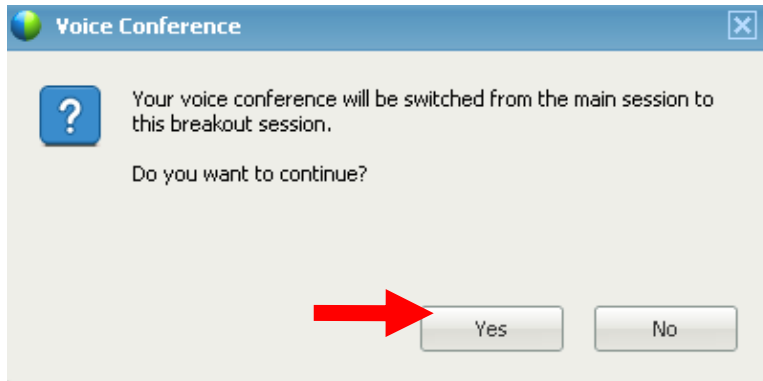 Voice Conference
Your voice conference will be switched from the main session to
this breakout session.
Do you want to continue?
Yes No